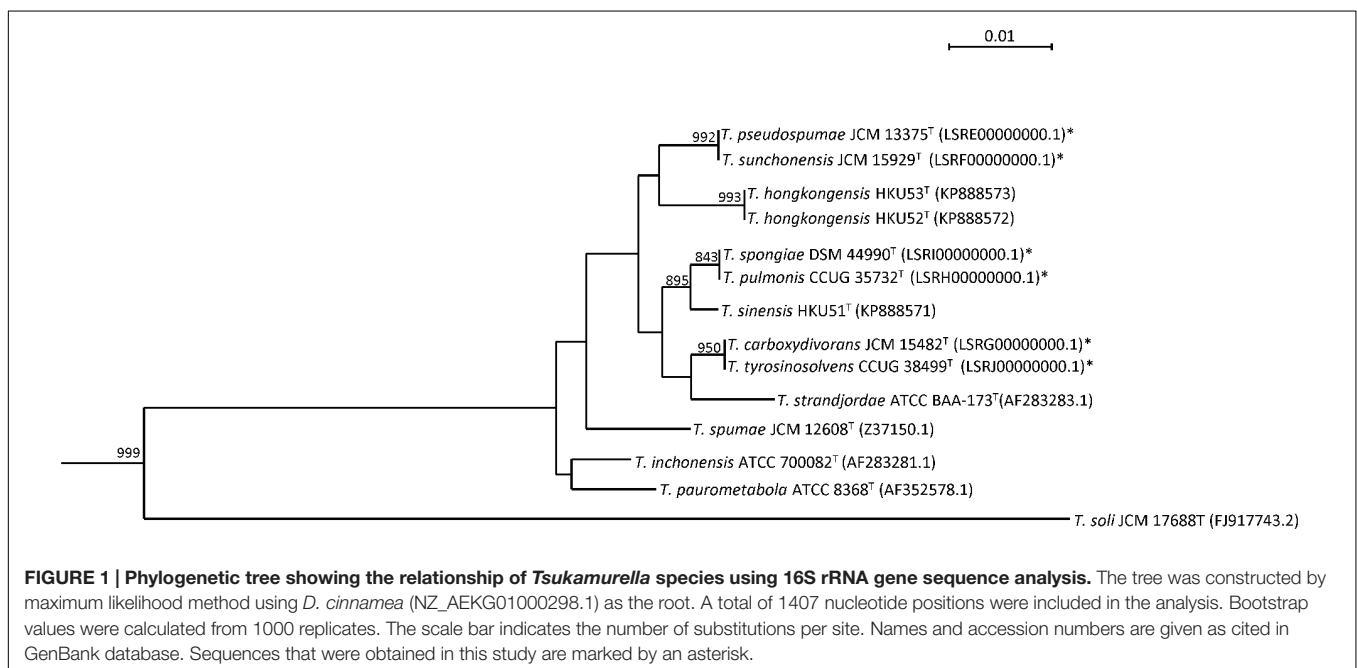 0.01
992 T. pseudospumae JCM 13375ᵀ (LSRE00000000.1)*
T. sunchonensis JCM 15929ᵀ (LSRF00000000.1)*
993 T. hongkongensis HKU53ᵀ (KP888573)
T. hongkongensis HKU52ᵀ (KP888572)
843 T. spongiae DSM 44990ᵀ (LSRI00000000.1)*
T. pulmonis CCUG 35732ᵀ (LSRH00000000.1)*
895
T. sinensis HKU51ᵀ (KP888571)
950 T. carboxydivorans JCM 15482ᵀ (LSRG00000000.1)*
T. tyrosinosolvens CCUG 38499ᵀ (LSRJ00000000.1)*
T. strandjordae ATCC BAA-173ᵀ(AF283283.1)
T. spumae JCM 12608ᵀ (Z37150.1)
999
T. inchonensis ATCC 700082ᵀ (AF283281.1)
T. paurometabola ATCC 8368ᵀ (AF352578.1)
T. soli JCM 17688T (FJ917743.2)
FIGURE 1 | Phylogenetic tree showing the relationship of Tsukamurella species using 16S rRNA gene sequence analysis. The tree was constructed by
maximum likelihood method using D. cinnamea (NZ_AEKG01000298.1) as the root. A total of 1407 nucleotide positions were included in the analysis. Bootstrap
values were calculated from 1000 replicates. The scale bar indicates the number of substitutions per site. Names and accession numbers are given as cited in
GenBank database. Sequences that were obtained in this study are marked by an asterisk.